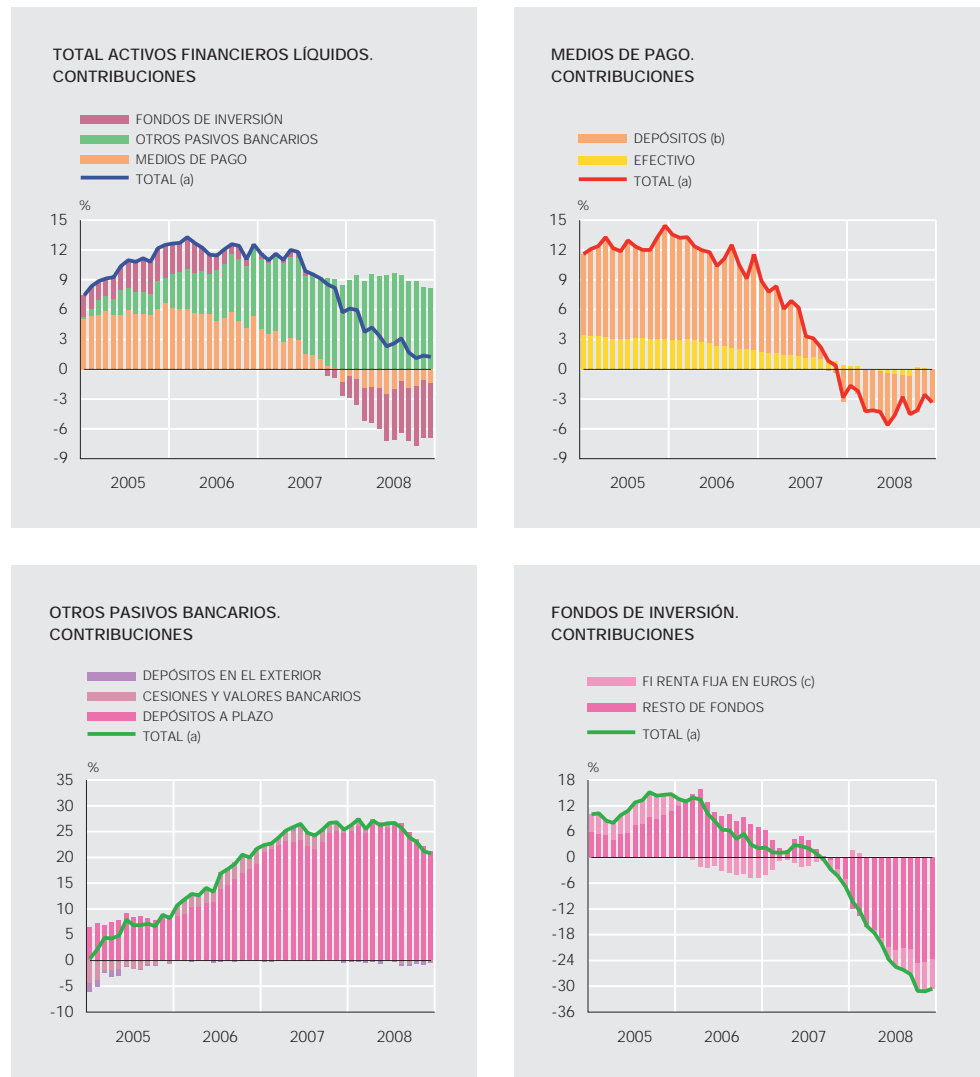 TOTAL ACTIVOS FINANCIEROS LÍQUIDOS.
CONTRIBUCIONES
FONDOS DE INVERSIÓN
OTROS PASIVOS BANCARIOS
MEDIOS DE PAGO
TOTAL (a)
%
15
12
9
6
3
0
-3
-6
-9
2005 2006 2007 2008
MEDIOS DE PAGO.
CONTRIBUCIONES
DEPÓSITOS (b)
EFECTIVO
TOTAL (a)
%
15
12
9
6
3
0
-3
-6
-9
2005 2006 2007 2008
OTROS PASIVOS BANCARIOS.
CONTRIBUCIONES
DEPÓSITOS EN EL EXTERIOR
CESIONES Y VALORES BANCARIOS
DEPÓSITOS A PLAZO
TOTAL (a)
%
35
30
25
20
15
10
5
0
-5
-10
2005 2006 2007 2008
FONDOS DE INVERSIÓN.
CONTRIBUCIONES
FI RENTA FIJA EN EUROS (c)
RESTO DE FONDOS
TOTAL (a)
%
18
12
6
0
-6
-12
-18
-24
-30
-36
2005 2006 2007 2008